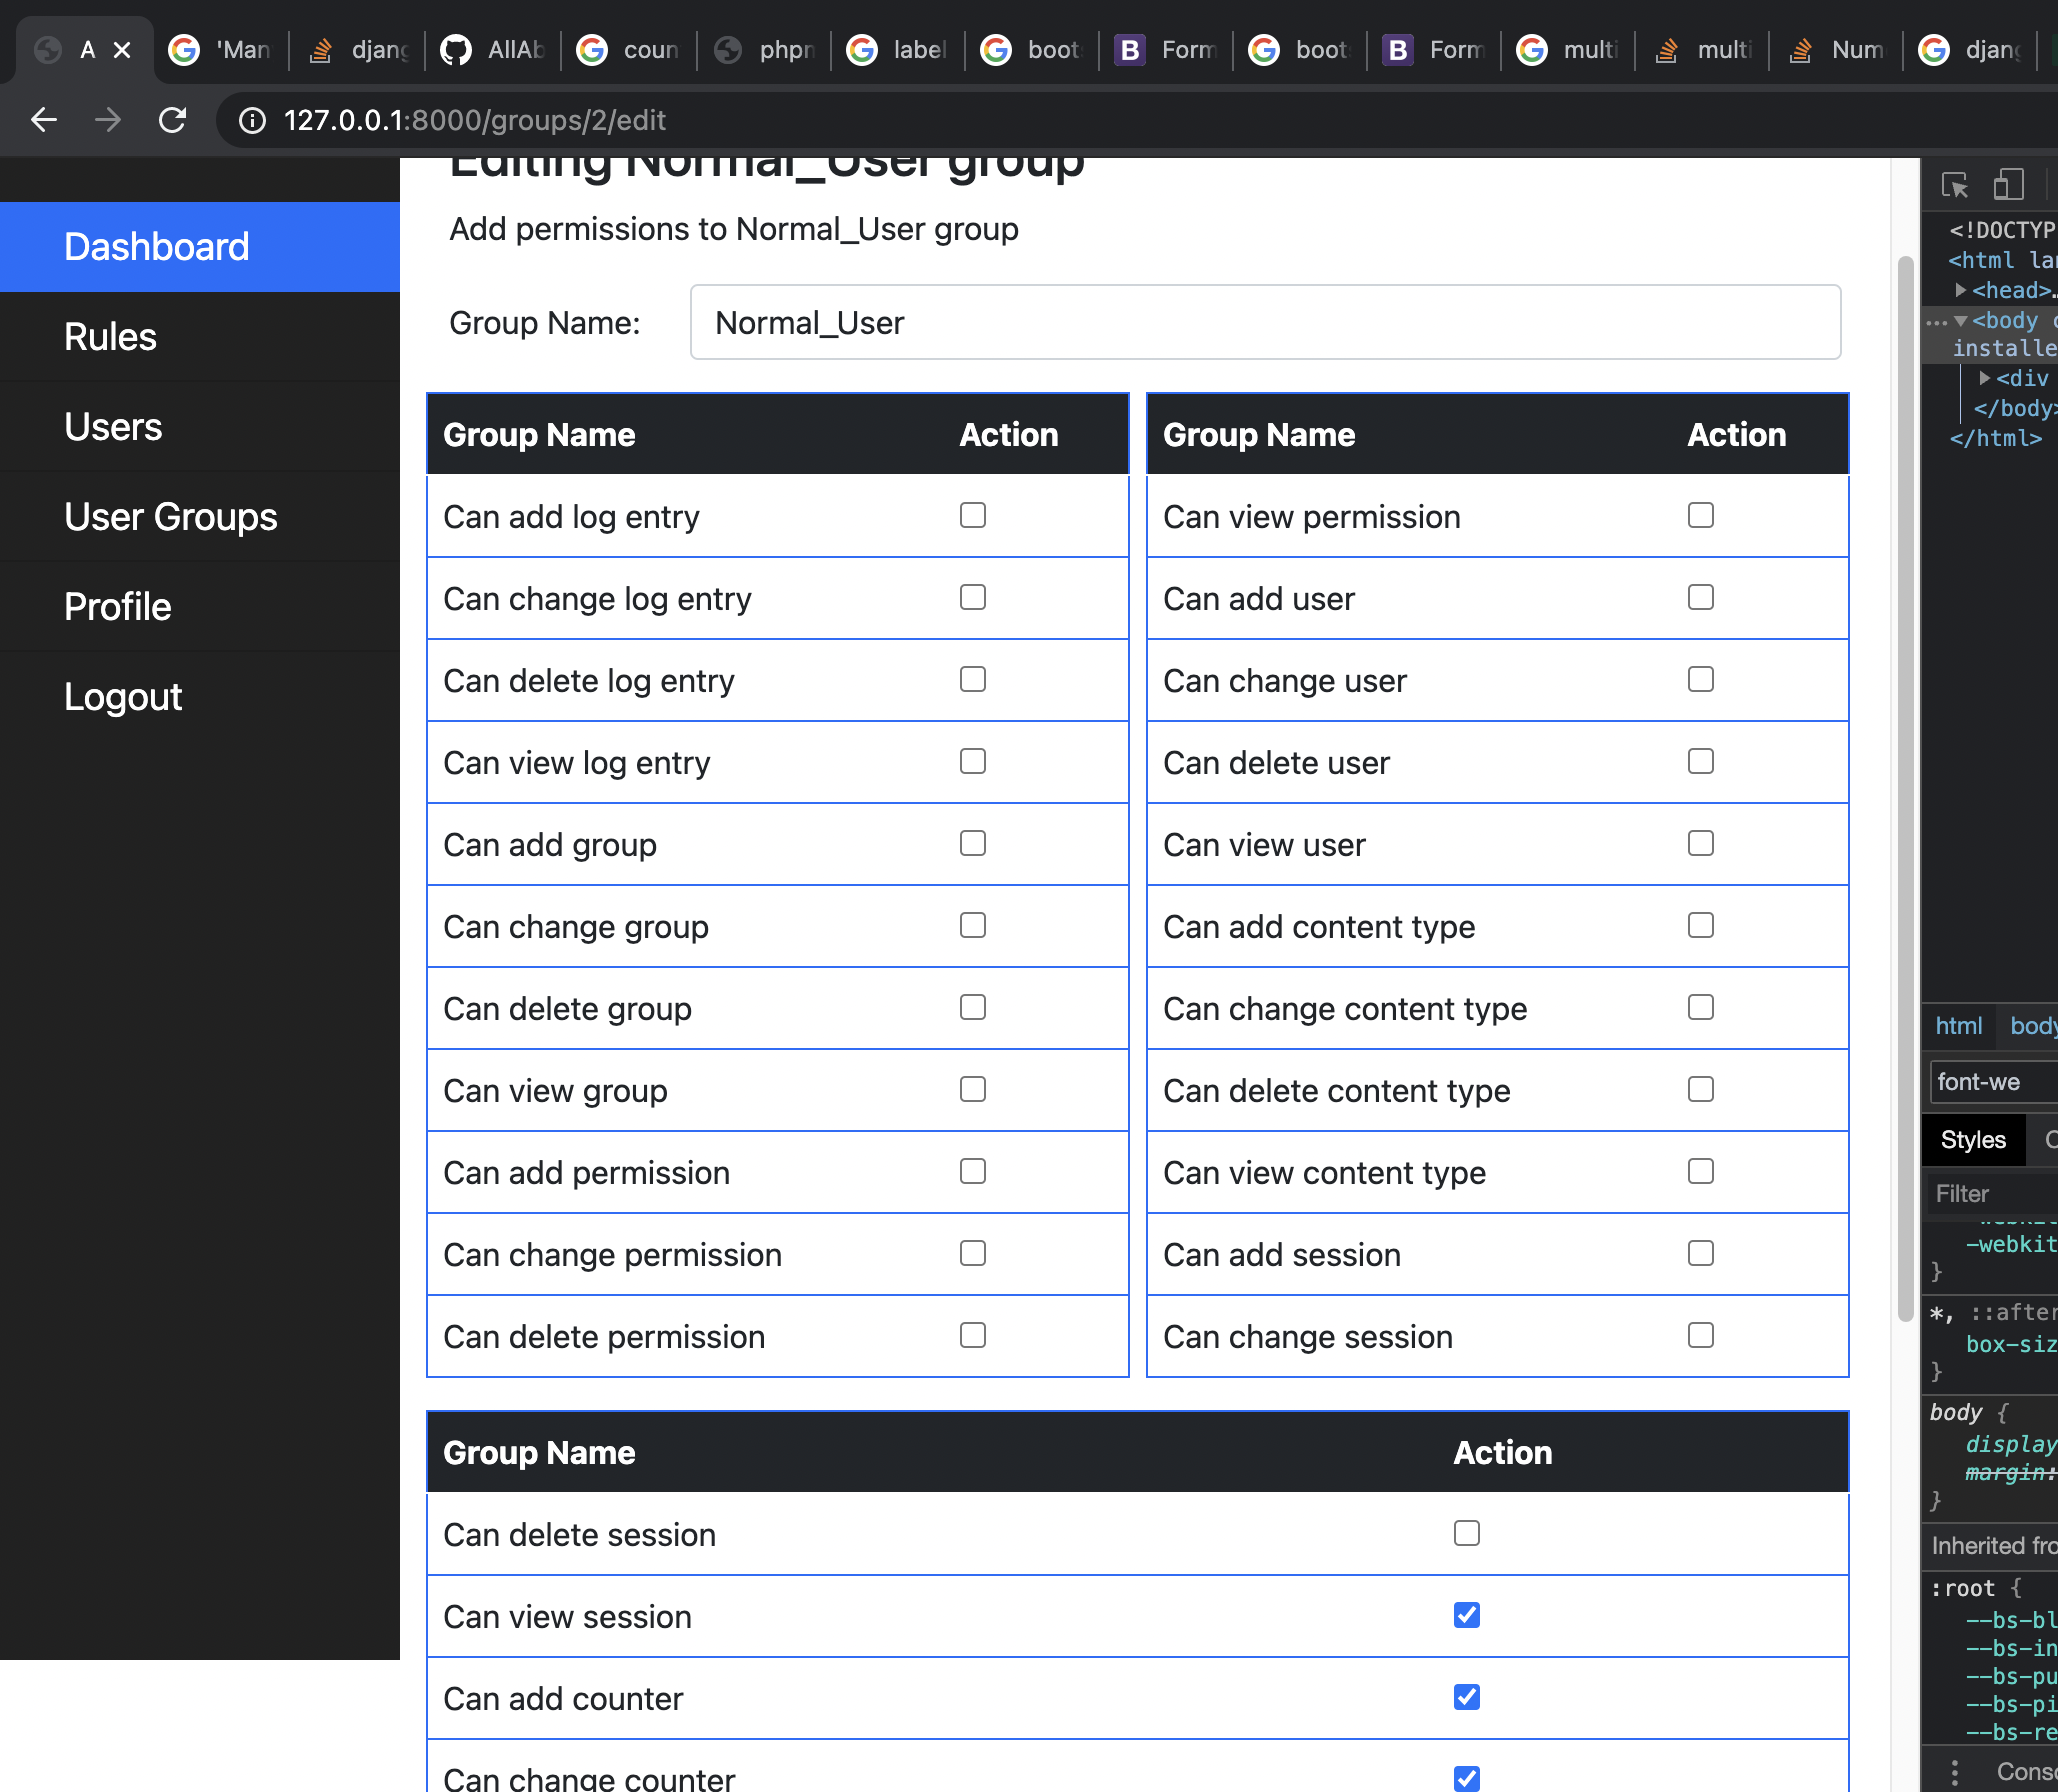 A
'Man
djang
AllAb
coun
phpn
label
boots
Form
boots
Form
multi
multi
Num
djang
127.0.0.1:8000/groups/2/edit
Dashboard
Rules
Users
User Groups
Profile
Logout
Editing Normal_User group
Add permissions to Normal_User group
Group Name:
Normal_User
Group Name Action
Can add log entry
Can change log entry
Can delete log entry
Can view log entry
Can add group
Can change group
Can delete group
Can view group
Can add permission
Can change permission
Can delete permission
Group Name Action
Can view permission
Can add user
Can change user
Can delete user
Can view user
Can add content type
Can change content type
Can delete content type
Can view content type
Can add session
Can change session
Group Name Action
Can delete session
Can view session
Can add counter
Can change counter
<!DOCTYP
<html lan
<head>…
<body c
installe
<div
</body>
</html>
html body
font-we
Styles
Filter
-webkit
}
*, ::after
box-siz
}
body {
display
margin:
}
Inherited fro
:root {
--bs-bl
--bs-in
--bs-pu
--bs-pi
--bs-re
Conso